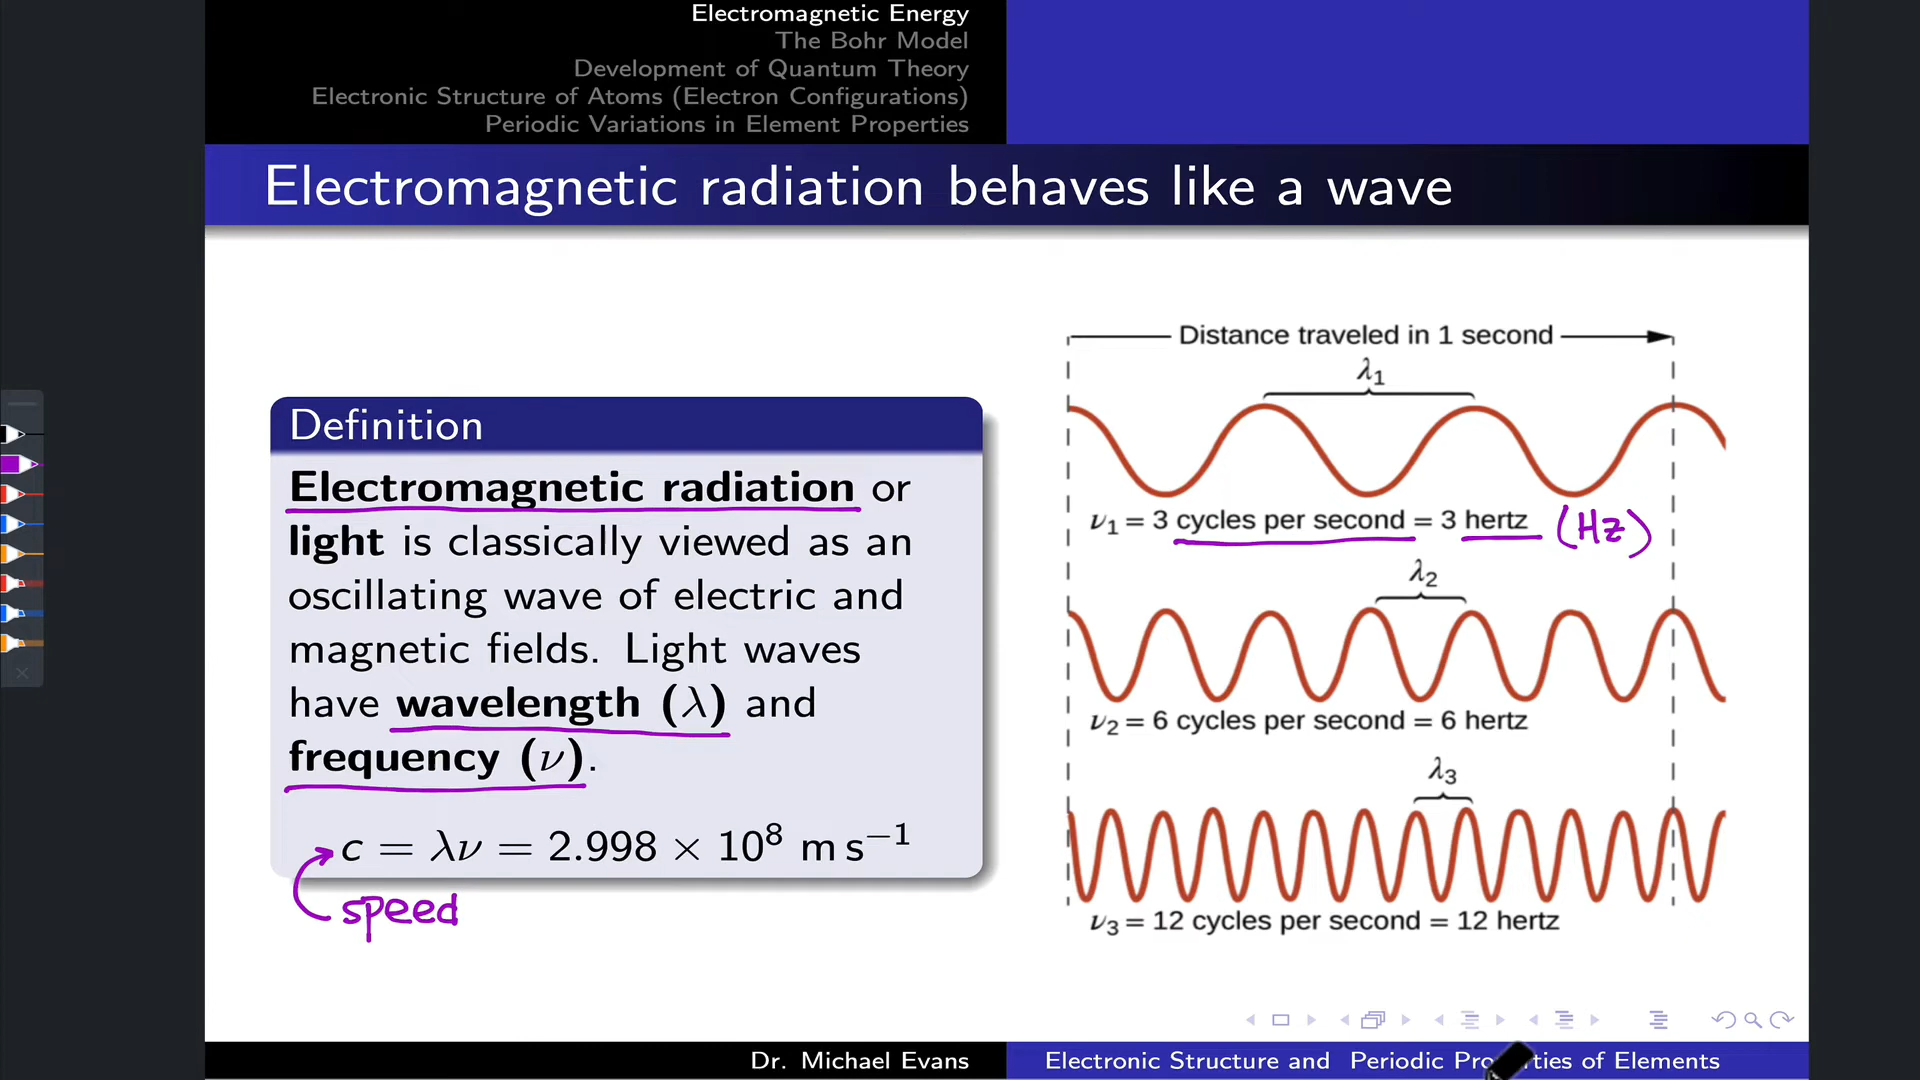 Electromagnetic Energy
The Bohr Model
Development of Quantum Theory
Electronic Structure of Atoms (Electron Configurations)
Periodic Variations in Element Properties
Electromagnetic radiation behaves like a wave
Definition
Electromagnetic radiation or
light is classically viewed as an
oscillating wave of electric and
magnetic fields. Light waves
have wavelength (λ) and
frequency (ν).
c = λν = 2.998 × 10⁸ m s⁻¹
speed
Distance traveled in 1 second
λ₁
ν₁ = 3 cycles per second = 3 hertz (Hz)
λ₂
ν₂ = 6 cycles per second = 6 hertz
λ₃
ν₃ = 12 cycles per second = 12 hertz
Dr. Michael Evans
Electronic Structure and Periodic Properties of Elements